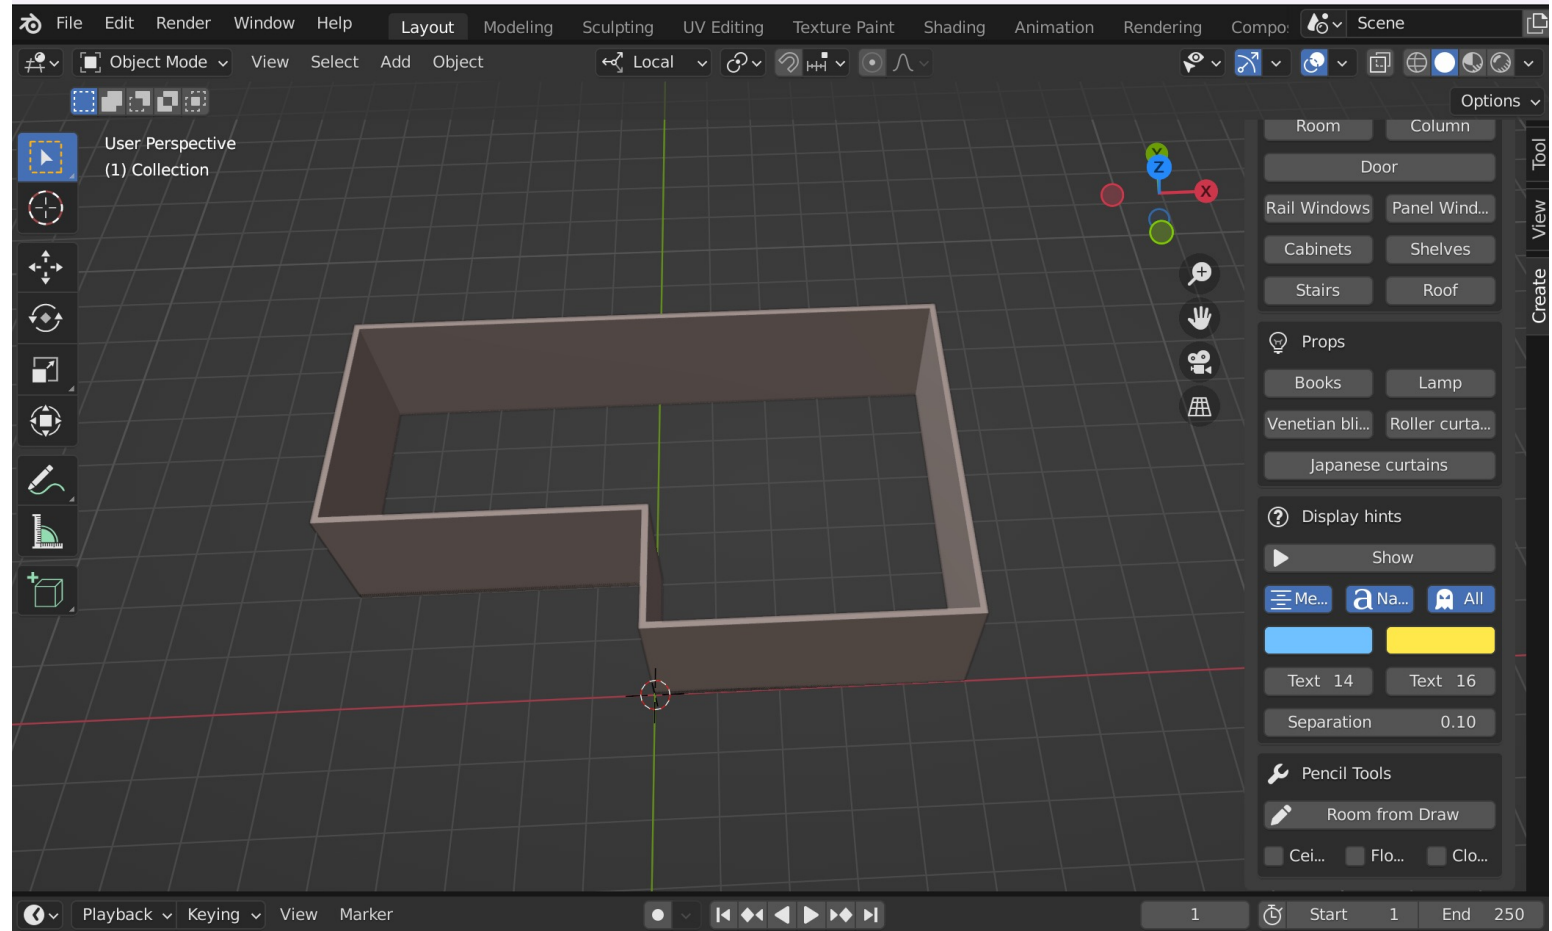 File Edit Render Window Help Layout Modeling Sculpting UV Editing Texture Paint Shading Animation Rendering Compo: Scene
Object Mode View Select Add Object Local
Options
User Perspective
(1) Collection
Y
Z
X
Room Column
Door
Rail Windows Panel Wind...
Cabinets Shelves
Stairs Roof
Props
Books Lamp
Venetian bli... Roller curta...
Japanese curtains
Display hints
Show
Me... a Na... All
Text 14 Text 16
Separation 0.10
Pencil Tools
Room from Draw
Cei... Flo... Clo...
Tool
View
Create
Playback Keying View Marker 1 Start 1 End 250